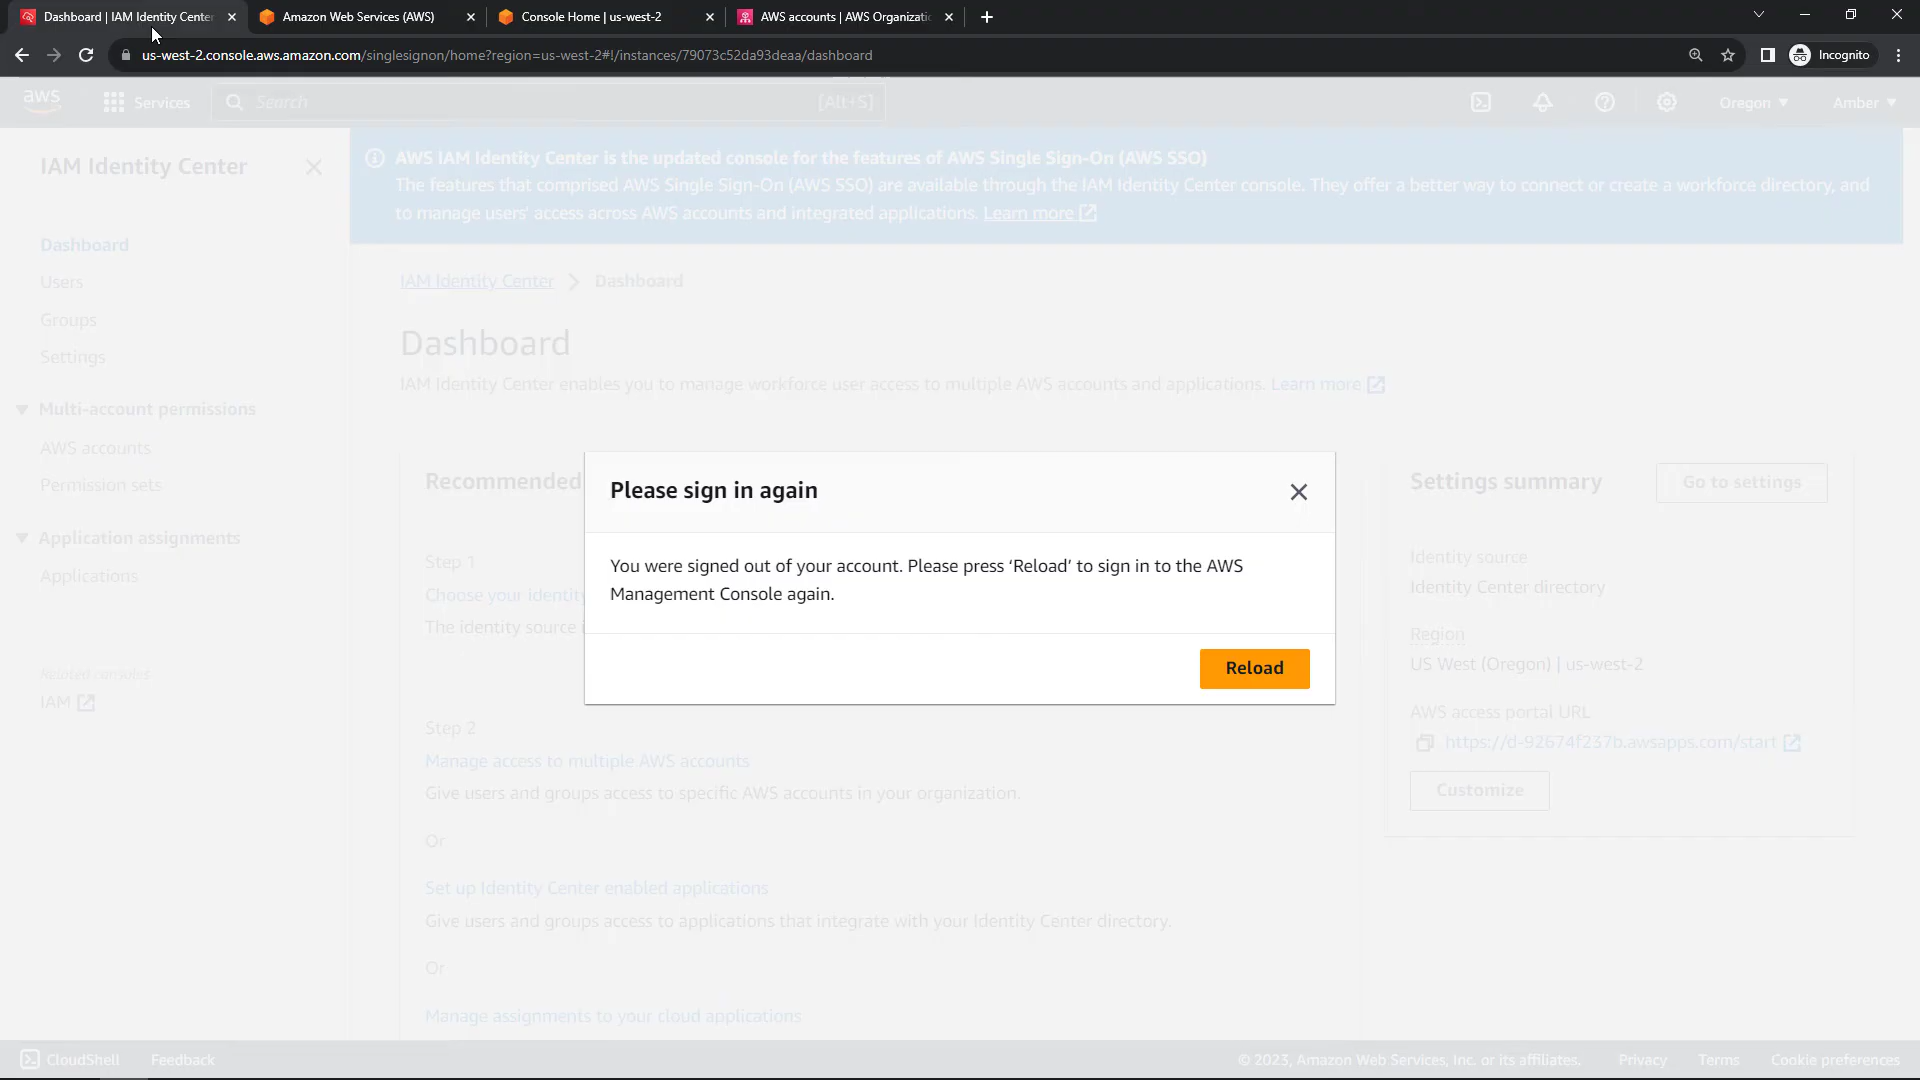 Dashboard | IAM Identity Center
Amazon Web Services (AWS)
Console Home | us-west-2
AWS accounts | AWS Organizatio
us-west-2.console.aws.amazon.com/singlesignon/home?region=us-west-2#!/instances/79073c52da93deaa/dashboard
Incognito
aws
Services
Search
[Alt+S]
Oregon
Amber
IAM Identity Center
AWS IAM Identity Center is the updated console for the features of AWS Single Sign-On (AWS SSO)
The features that comprised AWS Single Sign-On (AWS SSO) are available through the IAM Identity Center console. They offer a better way to connect or create a workforce directory, and
to manage users' access across AWS accounts and integrated applications. Learn more
Dashboard
Users
Groups
Settings
Multi-account permissions
AWS accounts
Permission sets
Application assignments
Applications
Related consoles
IAM
IAM Identity Center > Dashboard
Dashboard
IAM Identity Center enables you to manage workforce user access to multiple AWS accounts and applications. Learn more
Recommended
Step 1
Choose your identity
The identity source i
Step 2
Manage access to multiple AWS accounts
Give users and groups access to specific AWS accounts in your organization.
Or
Set up Identity Center enabled applications
Give users and groups access to applications that integrate with your Identity Center directory.
Or
Manage assignments to your cloud applications
Please sign in again
You were signed out of your account. Please press ‘Reload’ to sign in to the AWS
Management Console again.
Reload
Settings summary
Go to settings
Identity source
Identity Center directory
Region
US West (Oregon) | us-west-2
AWS access portal URL
https://d-92674f237b.awsapps.com/start
Customize
CloudShell
Feedback
© 2023, Amazon Web Services, Inc. or its affiliates.
Privacy
Terms
Cookie preferences